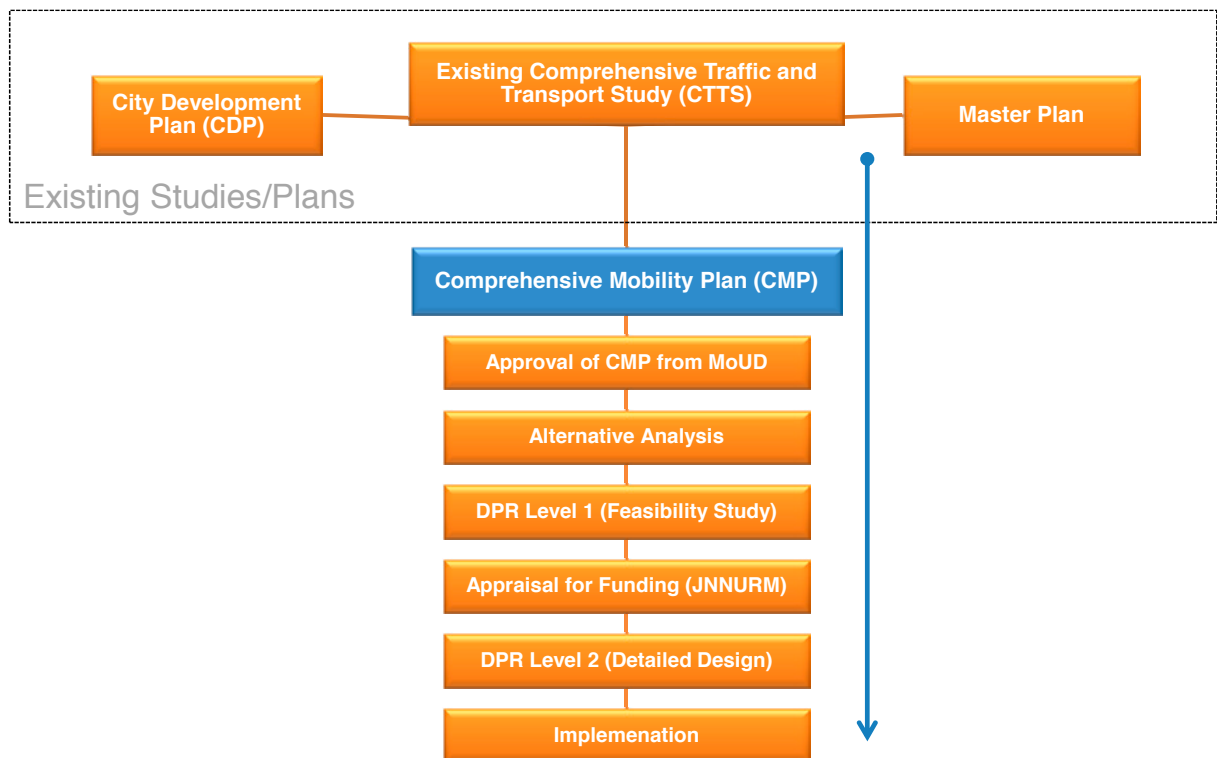 Existing Comprehensive Traffic and
Transport Study (CTTS)
City Development
Plan (CDP)
Master Plan
Existing Studies/Plans
Comprehensive Mobility Plan (CMP)
Approval of CMP from MoUD
Alternative Analysis
DPR Level 1 (Feasibility Study)
Appraisal for Funding (JNNURM)
DPR Level 2 (Detailed Design)
Implemenation